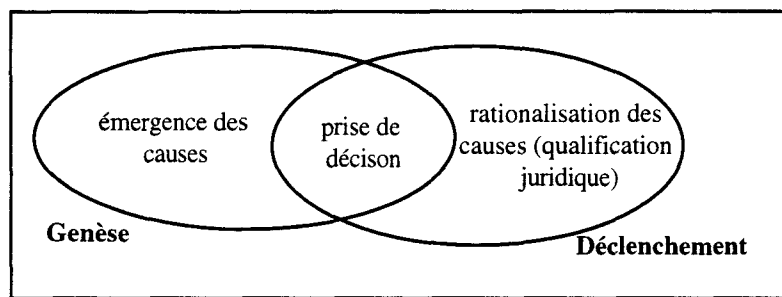 émergence des
causes
prise de
décison
rationalisation des
causes (qualification
juridique)
Genèse
Déclenchement